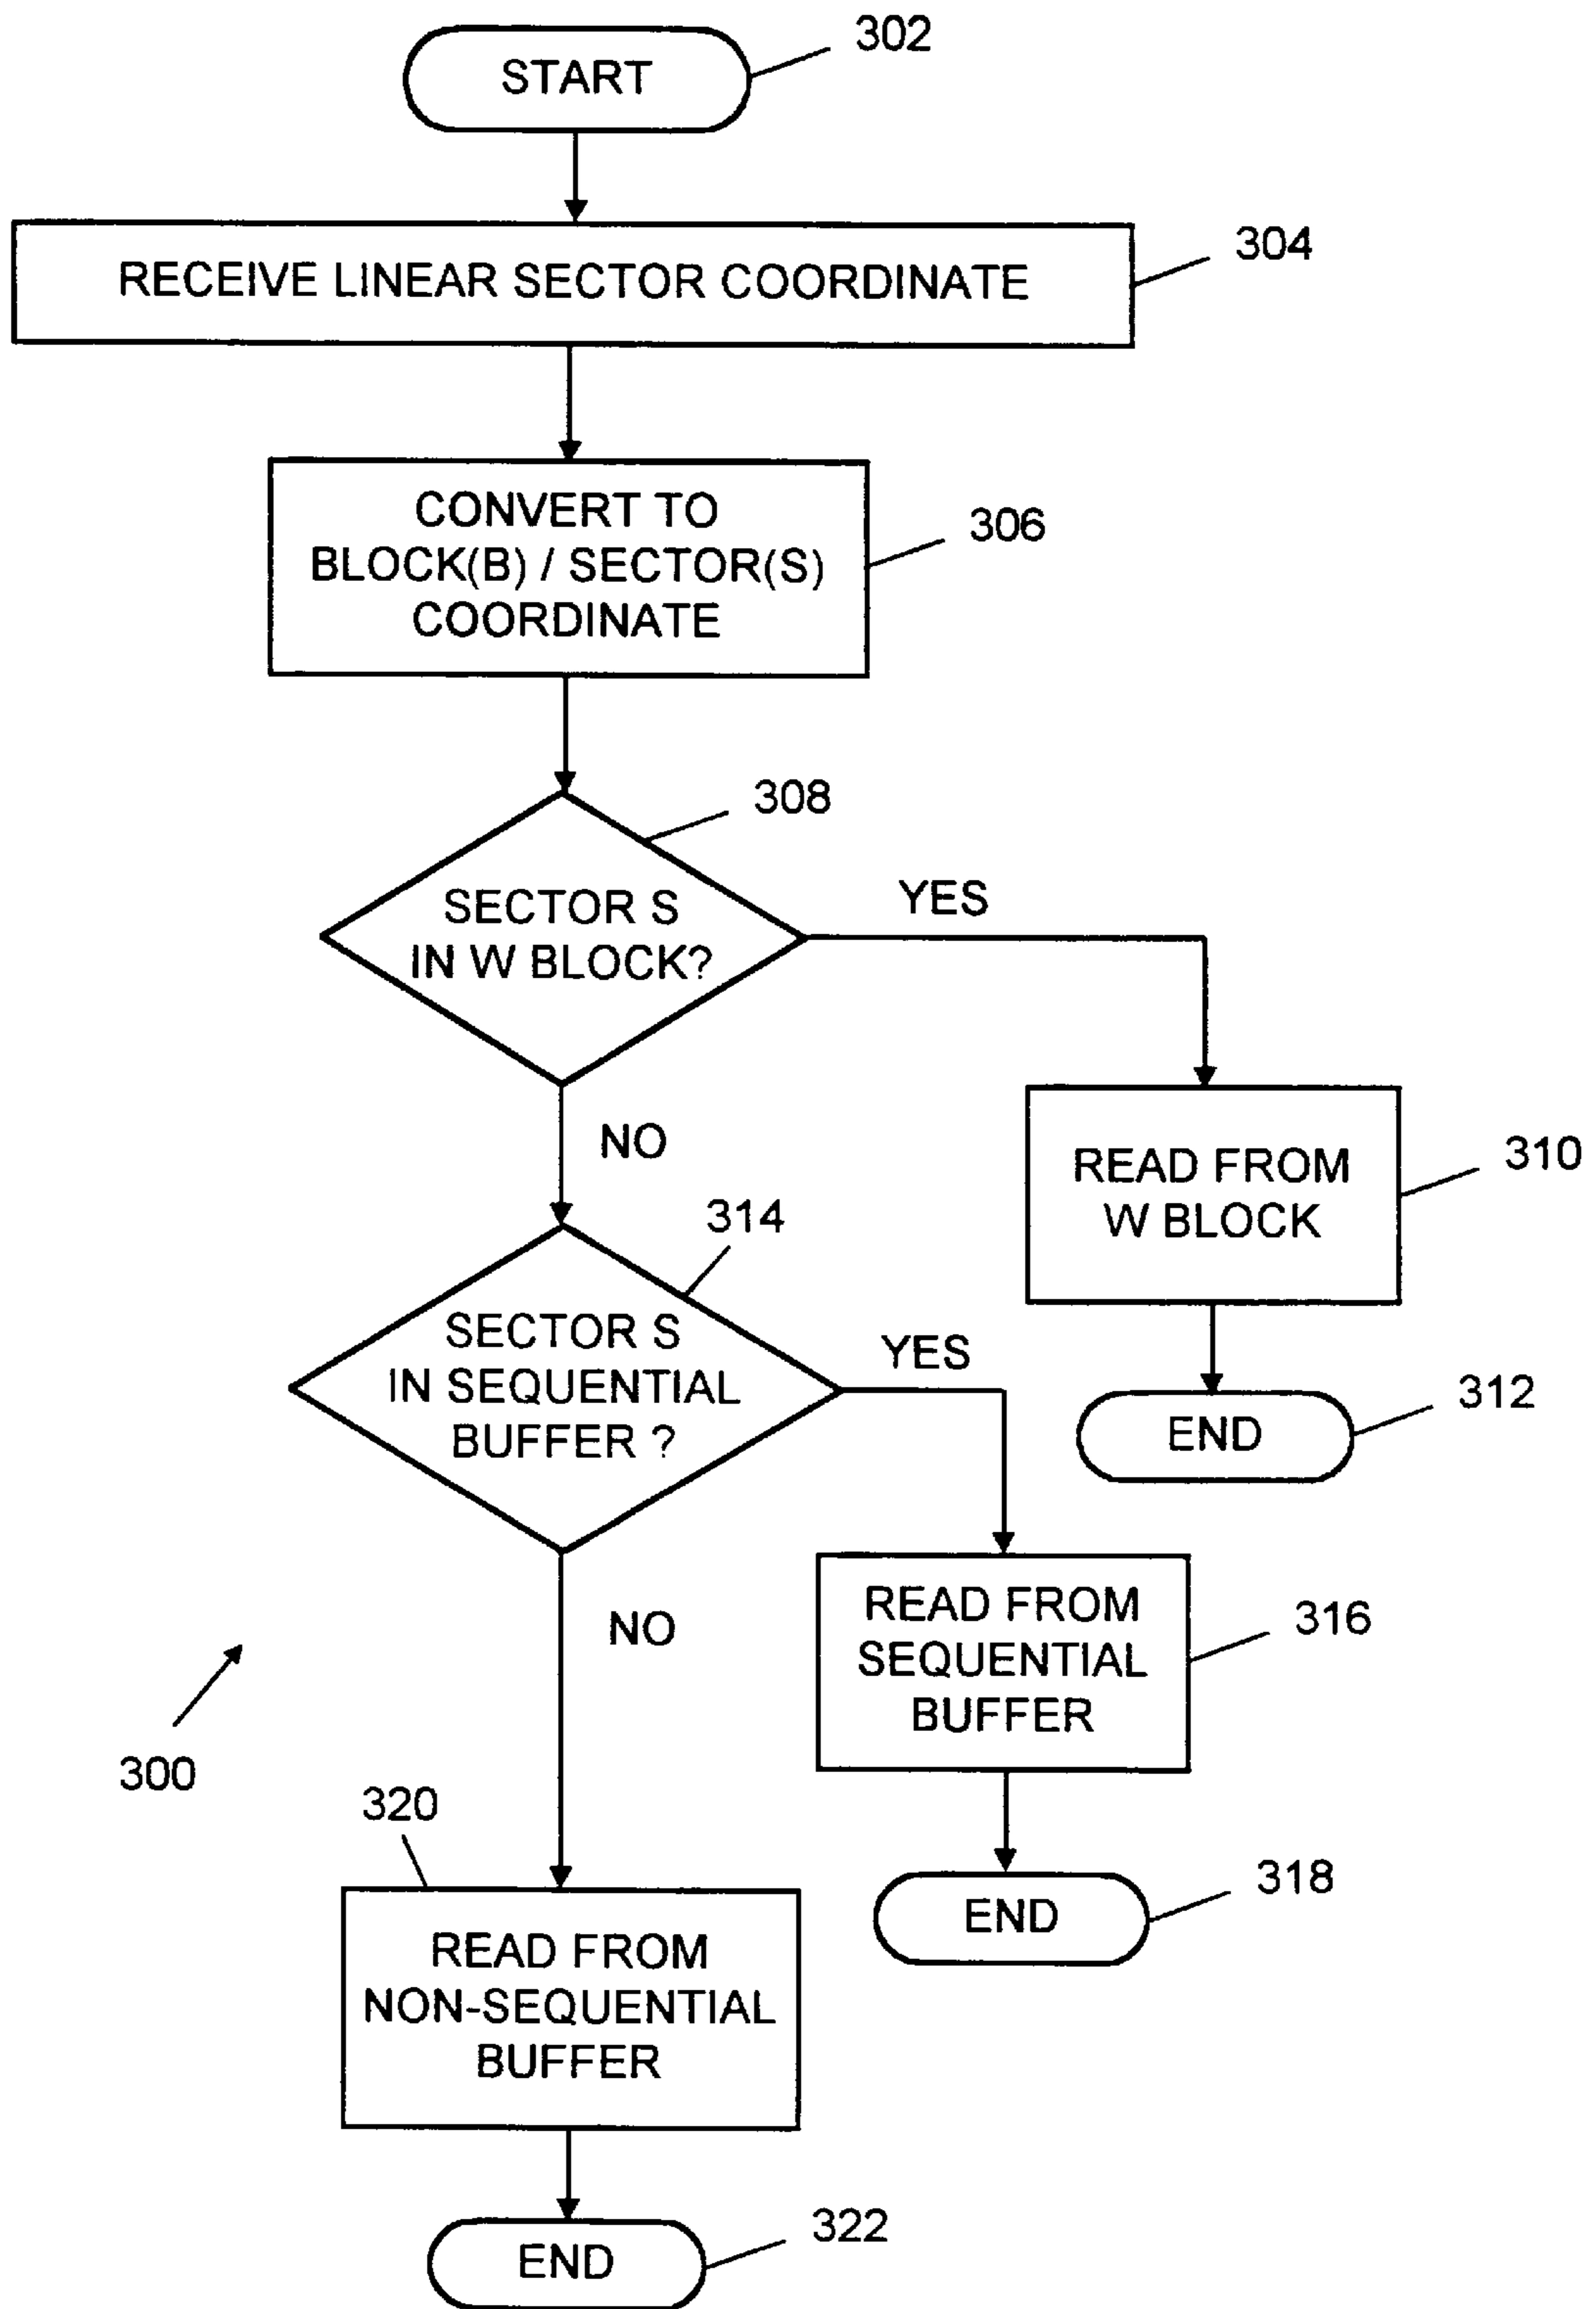 START
302
RECEIVE LINEAR SECTOR COORDINATE
304
CONVERT TO
BLOCK(B) / SECTOR(S)
COORDINATE
306
308
SECTOR S
IN W BLOCK?
YES
NO
READ FROM
W BLOCK
310
314
SECTOR S
IN SEQUENTIAL
BUFFER ?
YES
END
312
NO
READ FROM
SEQUENTIAL
BUFFER
316
300
320
END
318
READ FROM
NON-SEQUENTIAL
BUFFER
END
322